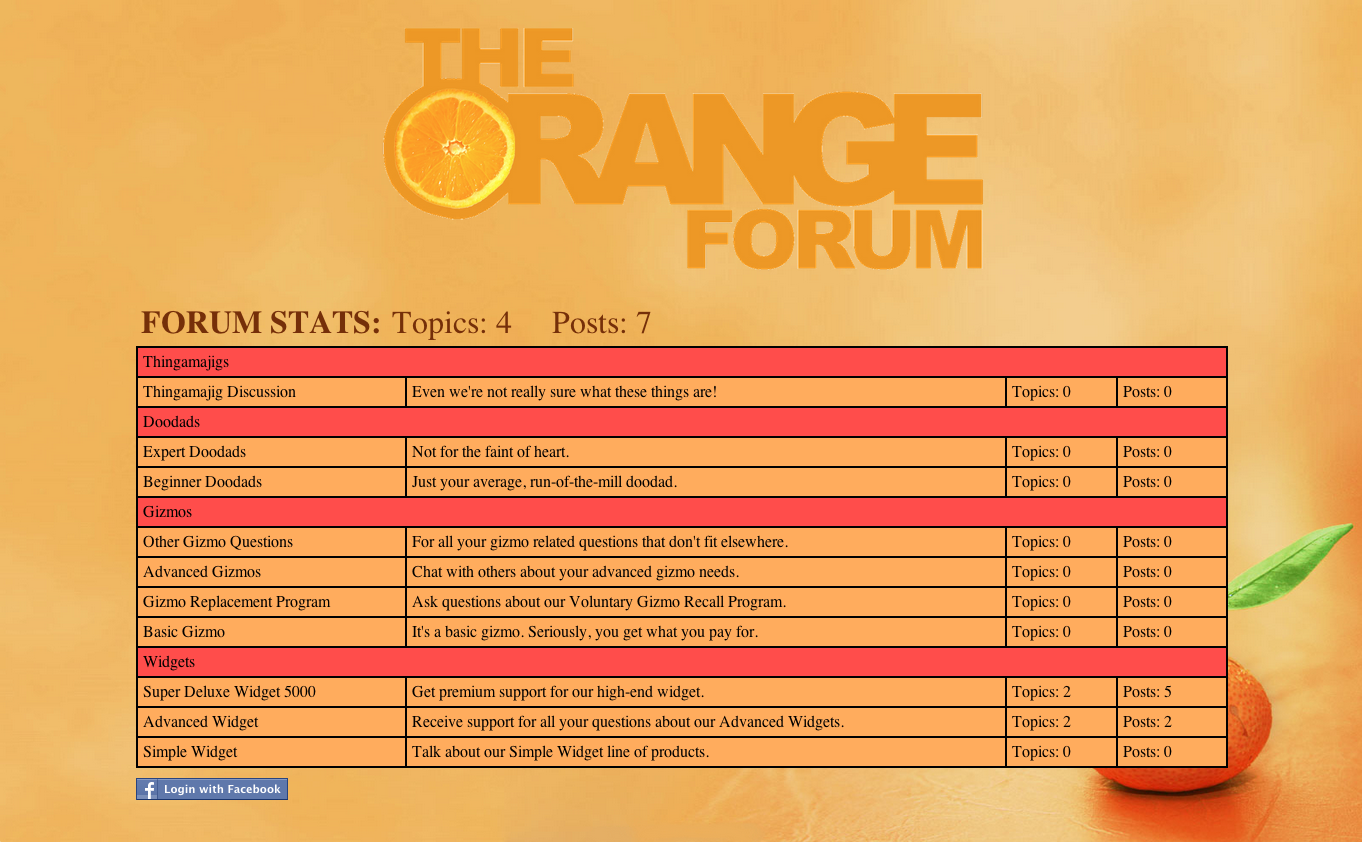 THE
ORANGE
FORUM
FORUM STATS: Topics: 4 Posts: 7
Thingamajigs
Thingamajig Discussion Even we're not really sure what these things are! Topics: 0 Posts: 0
Doodads
Expert Doodads Not for the faint of heart. Topics: 0 Posts: 0
Beginner Doodads Just your average, run-of-the-mill doodad. Topics: 0 Posts: 0
Gizmos
Other Gizmo Questions For all your gizmo related questions that don't fit elsewhere. Topics: 0 Posts: 0
Advanced Gizmos Chat with others about your advanced gizmo needs. Topics: 0 Posts: 0
Gizmo Replacement Program Ask questions about our Voluntary Gizmo Recall Program. Topics: 0 Posts: 0
Basic Gizmo It's a basic gizmo. Seriously, you get what you pay for. Topics: 0 Posts: 0
Widgets
Super Deluxe Widget 5000 Get premium support for our high-end widget. Topics: 2 Posts: 5
Advanced Widget Receive support for all your questions about our Advanced Widgets. Topics: 2 Posts: 2
Simple Widget Talk about our Simple Widget line of products. Topics: 0 Posts: 0
f Login with Facebook